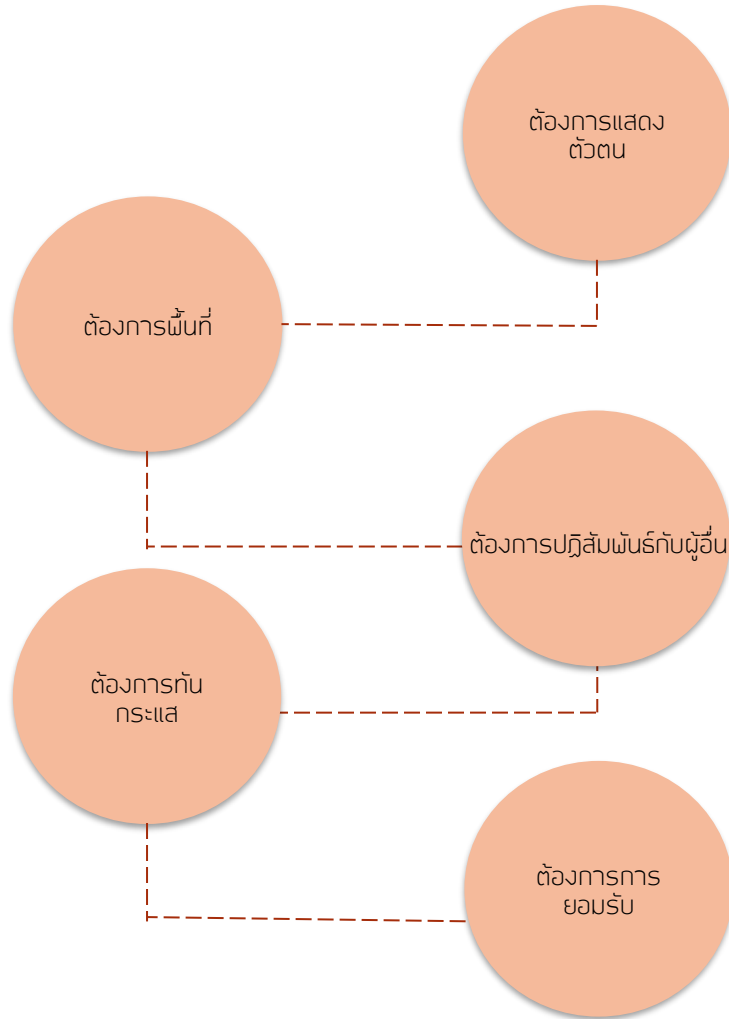 ต้องการแสดง
ตัวตน
ต้องการพื้นที่
ต้องการปฏิสัมพันธ์กับผู้อื่น
ต้องการทัน
กระแส
ต้องการการ
ยอมรับ